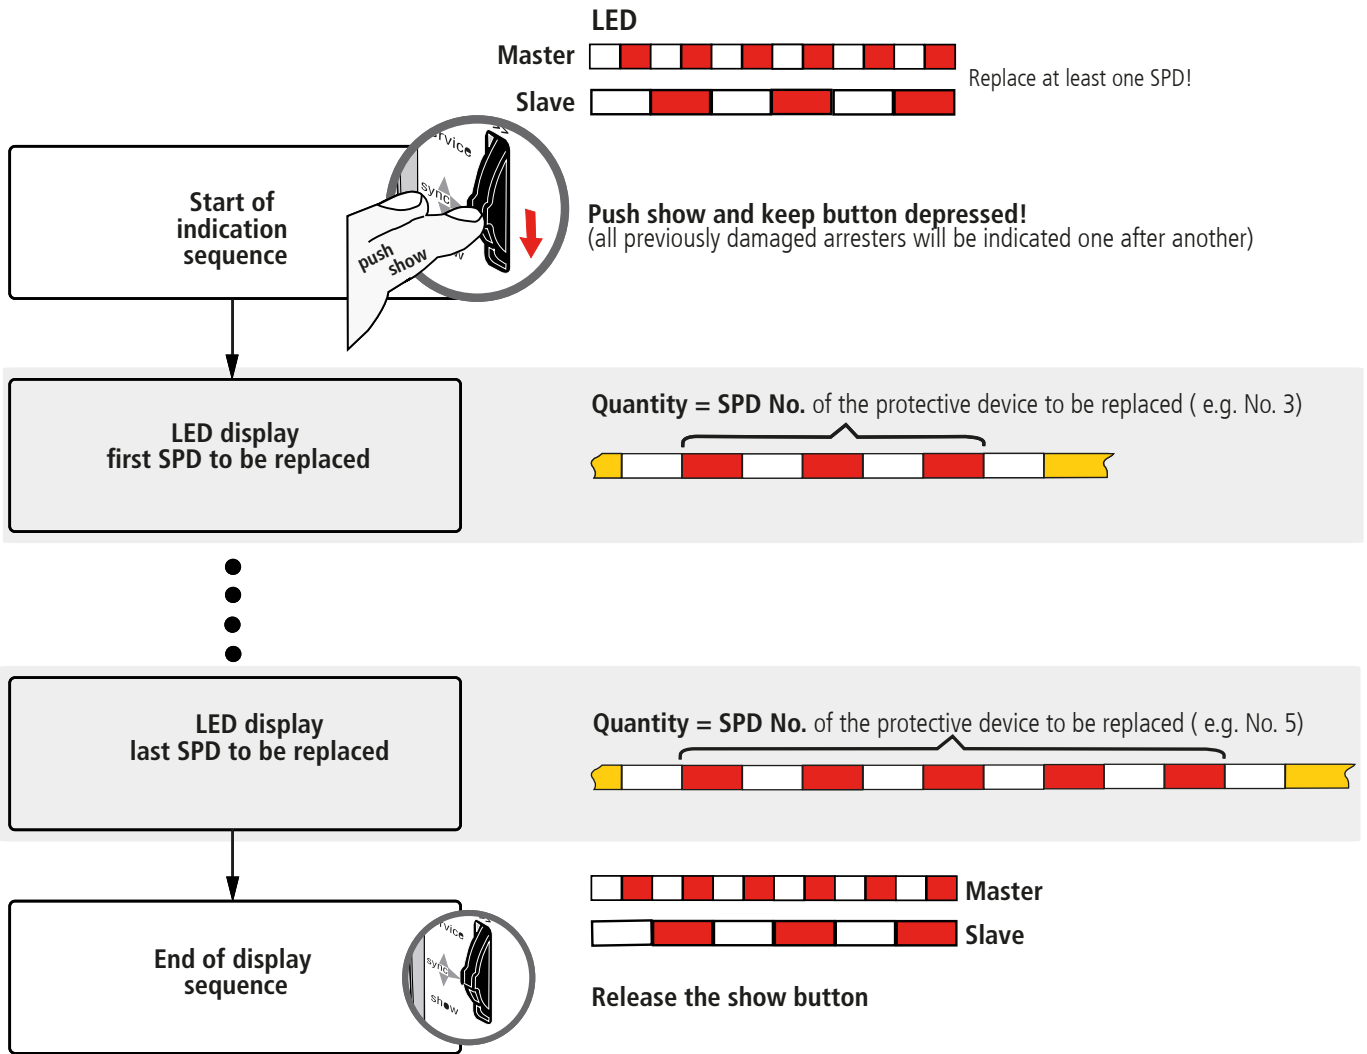 LED
Master
Replace at least one SPD!
Slave
Start of
indication
sequence
rvice
sync
push
show
w
Push show and keep button depressed!
(all previously damaged arresters will be indicated one after another)
LED display
first SPD to be replaced
Quantity = SPD No. of the protective device to be replaced ( e.g. No. 3)
LED display
last SPD to be replaced
Quantity = SPD No. of the protective device to be replaced ( e.g. No. 5)
Master
Slave
End of display
sequence
rvice
sync
show
Release the show button